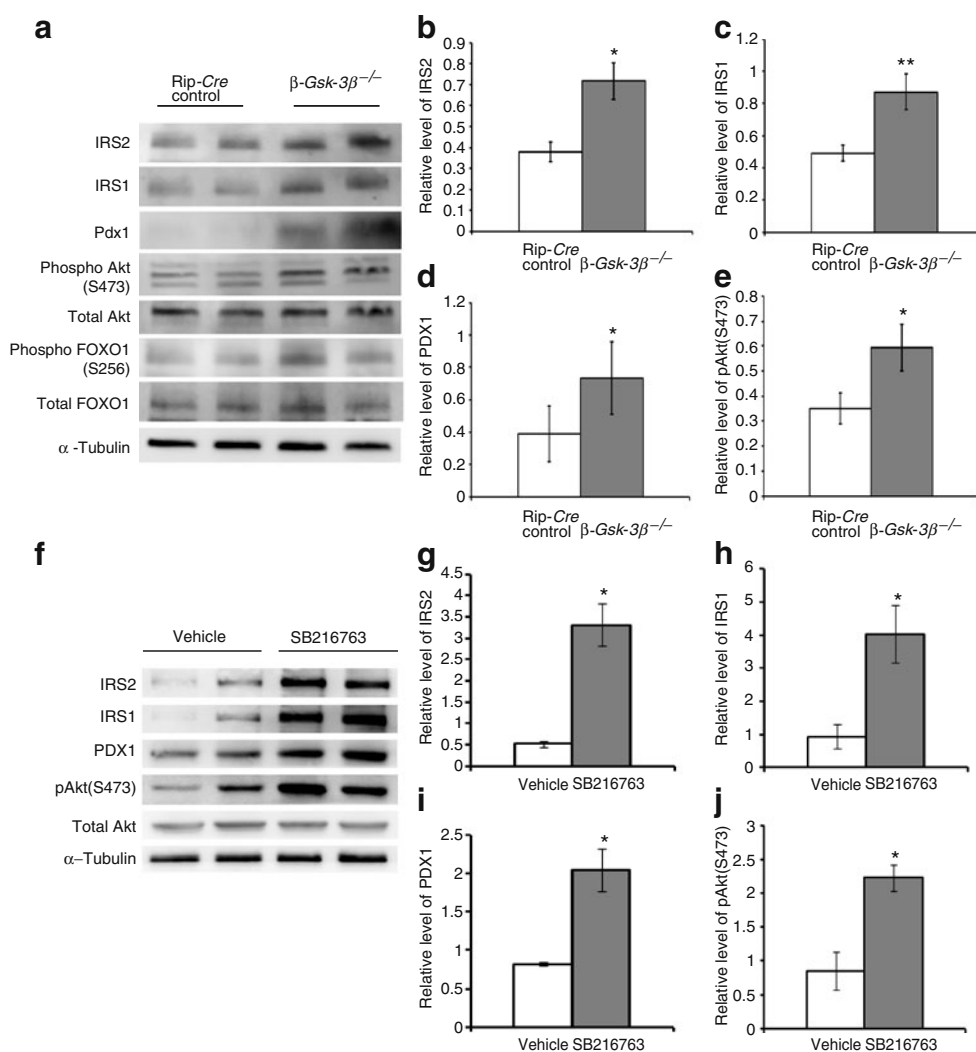 a
Rip-Cre
control
β-Gsk-3β−/−
IRS2
IRS1
Pdx1
Phospho Akt
(S473)
Total Akt
Phospho FOXO1
(S256)
Total FOXO1
α -Tubulin
b
Relative level of IRS2
0.9
0.8
0.7
0.6
0.5
0.4
0.3
0.2
0.1
0
*
Rip-Cre
control β-Gsk-3β−/−
c
Relative level of IRS1
1.2
1
0.8
0.6
0.4
0.2
0
**
Rip-Cre
control β-Gsk-3β−/−
d
Relative level of PDX1
1.2
1
0.8
0.6
0.4
0.2
0
*
Rip-Cre
control β-Gsk-3β−/−
e
Relative level of pAkt(S473)
0.8
0.7
0.6
0.5
0.4
0.3
0.2
0.1
0
*
Rip-Cre
control β-Gsk-3β−/−
f
Vehicle
SB216763
IRS2
IRS1
PDX1
pAkt(S473)
Total Akt
α–Tubulin
g
Relative level of IRS2
4.5
4
3.5
3
2.5
2
1.5
1
0.5
0
*
Vehicle SB216763
h
Relative level of IRS1
6
5
4
3
2
1
0
*
Vehicle SB216763
i
Relative level of PDX1
2.5
2
1.5
1
0.5
0
*
Vehicle SB216763
j
Relative level of pAkt(S473)
3
2.5
2
1.5
1
0.5
0
*
Vehicle SB216763